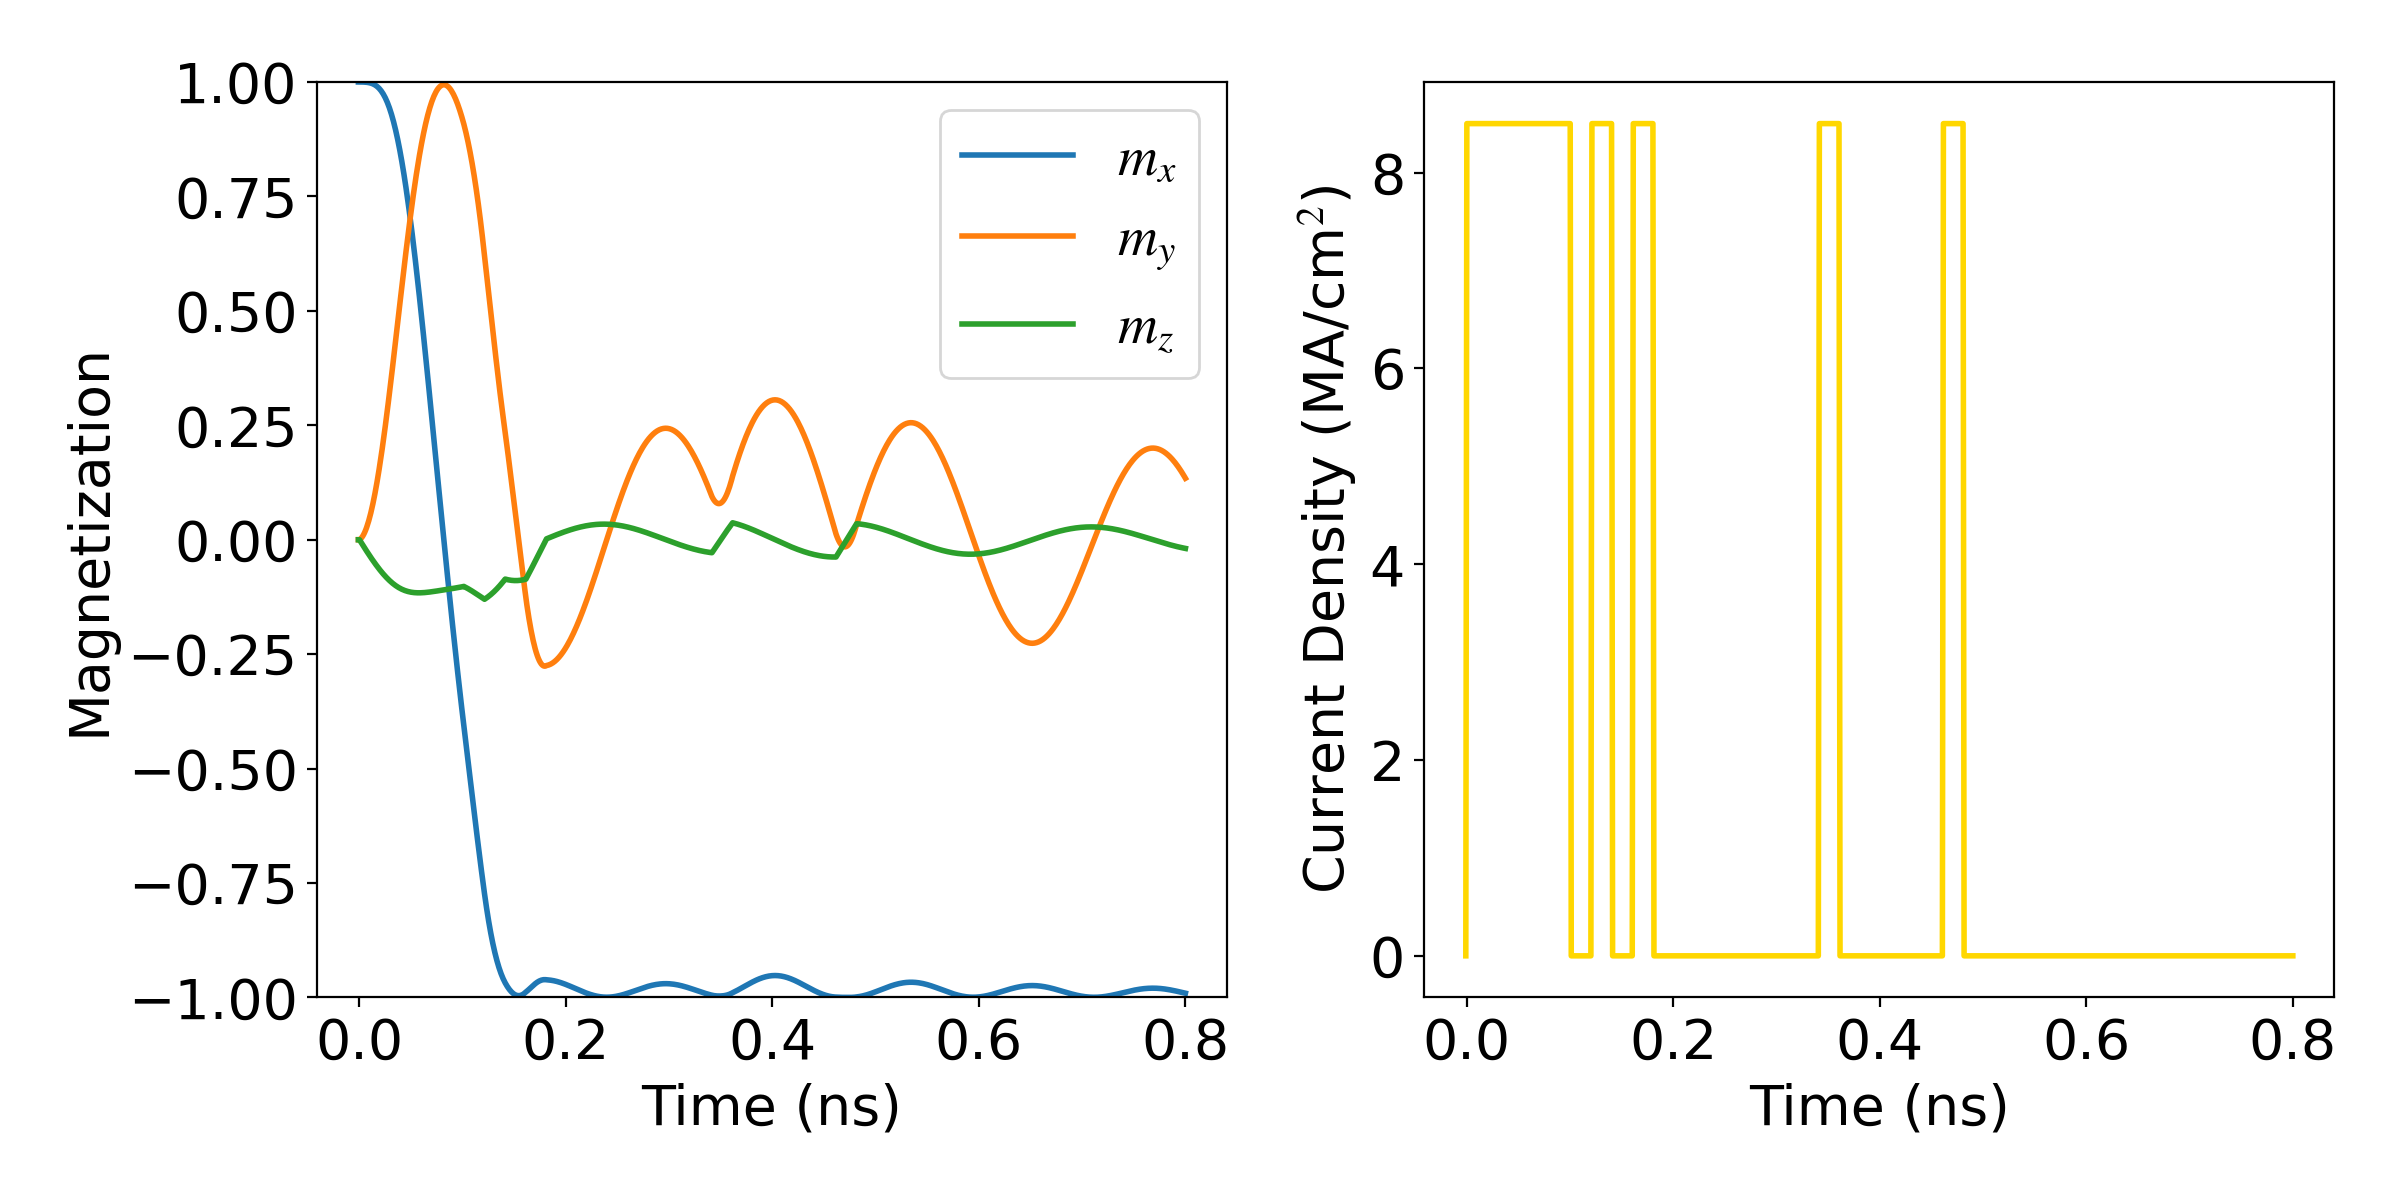 1.00
0.75
0.50
0.25
0.00
−0.25
−0.50
−0.75
−1.00
Magnetization
0.0 0.2 0.4 0.6 0.8
Time (ns)
m_x
m_y
m_z
8
6
4
2
0
Current Density (MA/cm²)
0.0 0.2 0.4 0.6 0.8
Time (ns)